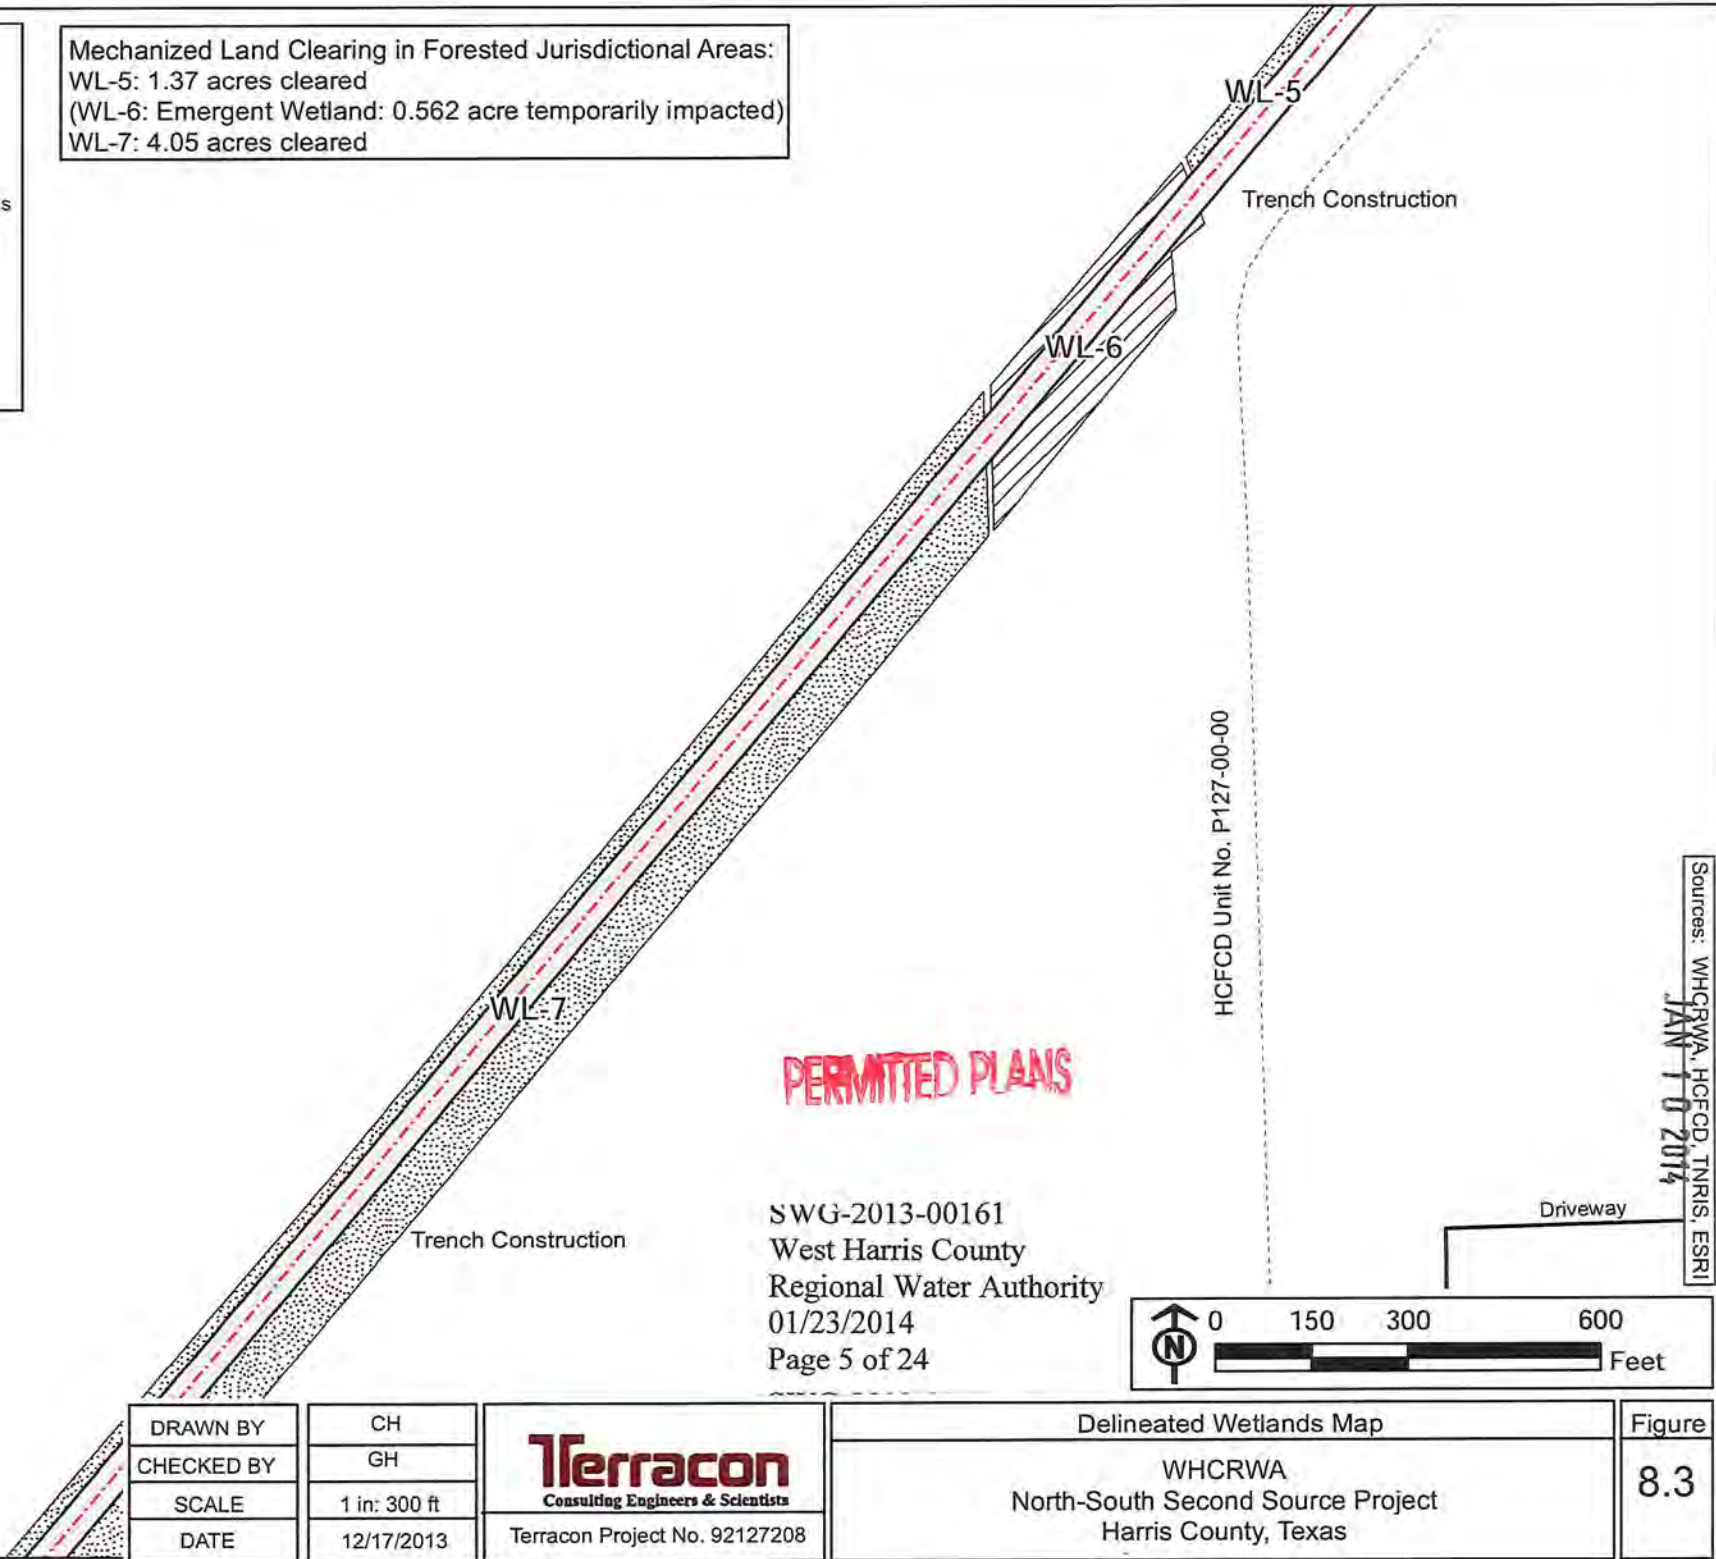 Mechanized Land Clearing in Forested Jurisdictional Areas:
WL-5: 1.37 acres cleared
(WL-6: Emergent Wetland: 0.562 acre temporarily impacted)
WL-7: 4.05 acres cleared
s
WL-5
Trench Construction
WL-6
HCFCD Unit No. P127-00-00
WL-7
Trench Construction
PERMITTED PLANS
SWG-2013-00161
West Harris County
Regional Water Authority
01/23/2014
Page 5 of 24
Sources: WHCRWA, HCFCD, TNRIS, ESRI
JAN 10 2014
Driveway
N
0 150 300 600
Feet
DRAWN BY CH
CHECKED BY GH
SCALE 1 in: 300 ft
DATE 12/17/2013
Terracon
Consulting Engineers & Scientists
Terracon Project No. 92127208
Delineated Wetlands Map
WHCRWA
North-South Second Source Project
Harris County, Texas
Figure
8.3